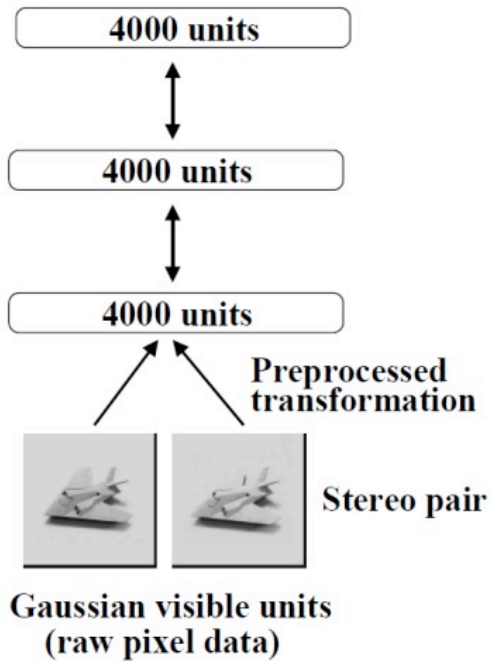 4000 units
4000 units
4000 units
Preprocessed
transformation
Stereo pair
Gaussian visible units
(raw pixel data)